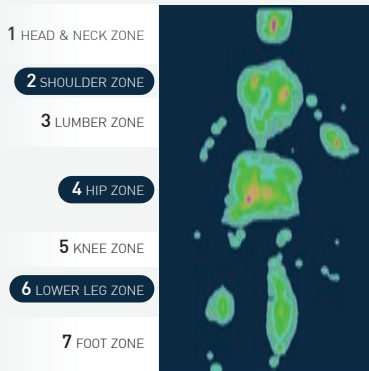 1 HEAD & NECK ZONE
2 SHOULDER ZONE
3 LUMBER ZONE
4 HIP ZONE
5 KNEE ZONE
6 LOWER LEG ZONE
7 FOOT ZONE